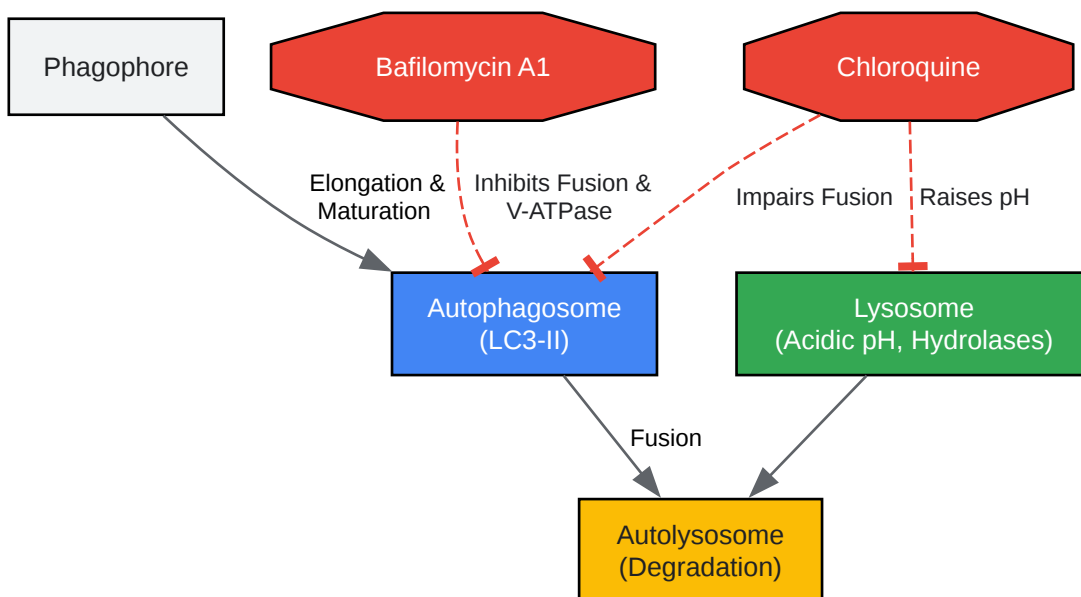 Phagophore
Bafilomycin A1
Chloroquine
Elongation &
Maturation
Inhibits Fusion &
V-ATPase
Impairs Fusion
Raises pH
Autophagosome
(LC3-II)
Lysosome
(Acidic pH, Hydrolases)
Fusion
Autolysosome
(Degradation)